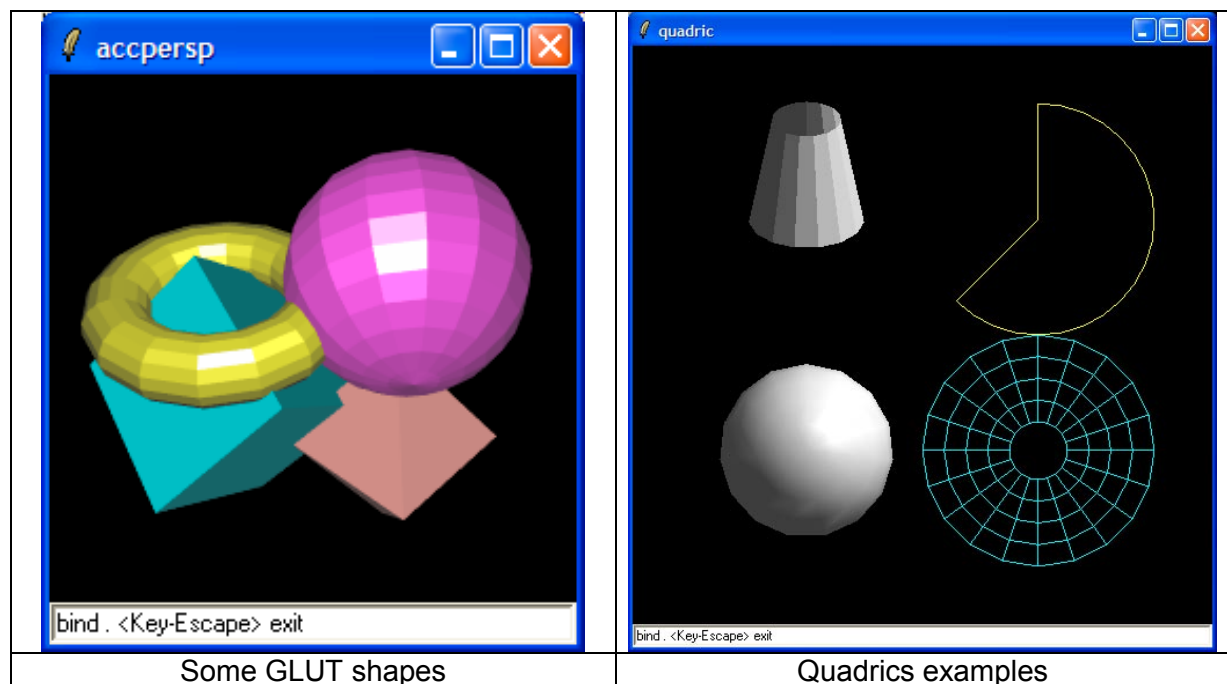 accpersp
bind . <Key-Escape> exit
Some GLUT shapes
quadric
bind . <Key-Escape> exit
Quadrics examples